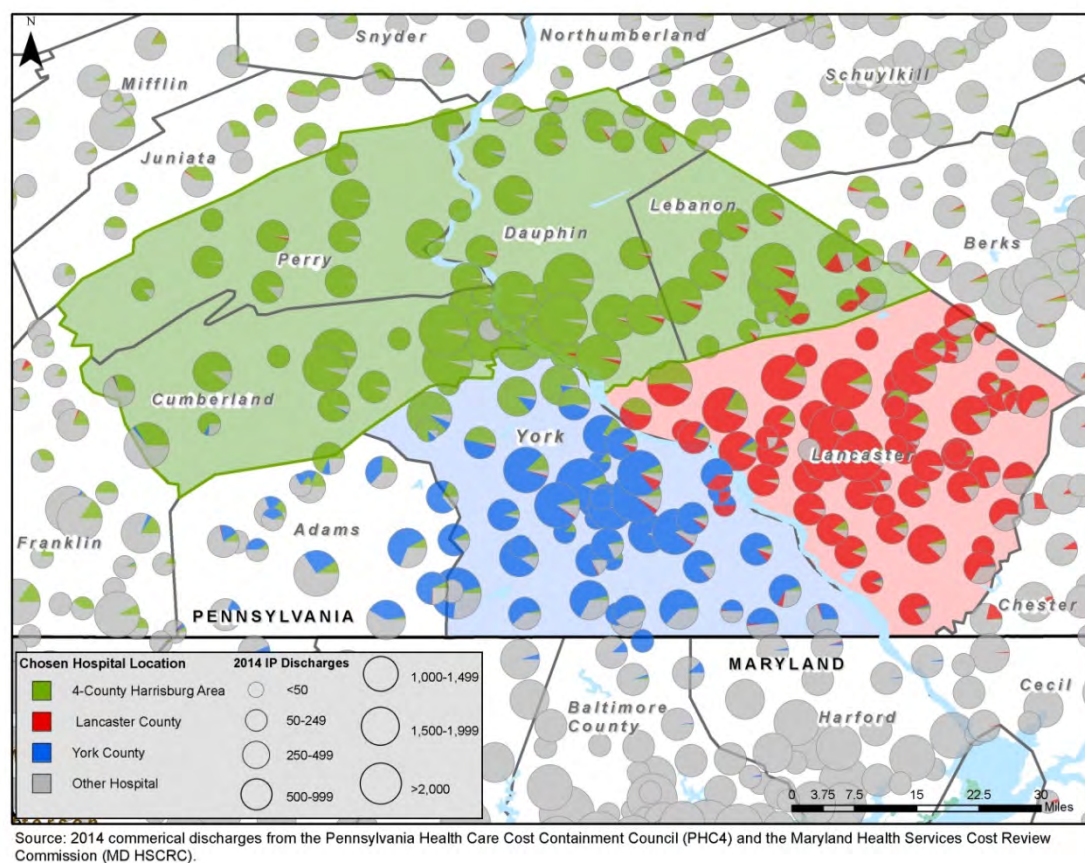 N
Snyder
Northumberland
Mifflin
Schuylkill
Juniata
Lebanon
Dauphin
Berks
Perry
Cumberland
York
Lancaster
Adams
Franklin
Chester
PENNSYLVANIA
MARYLAND
Cecil
Baltimore
County
Harford
Chosen Hospital Location
4-County Harrisburg Area
Lancaster County
York County
Other Hospital
2014 IP Discharges
<50
50-249
250-499
500-999
1,000-1,499
1,500-1,999
>2,000
0 3.75 7.5 15 22.5 30
Miles
Source: 2014 commerical discharges from the Pennsylvania Health Care Cost Containment Council (PHC4) and the Maryland Health Services Cost Review
Commission (MD HSCRC).